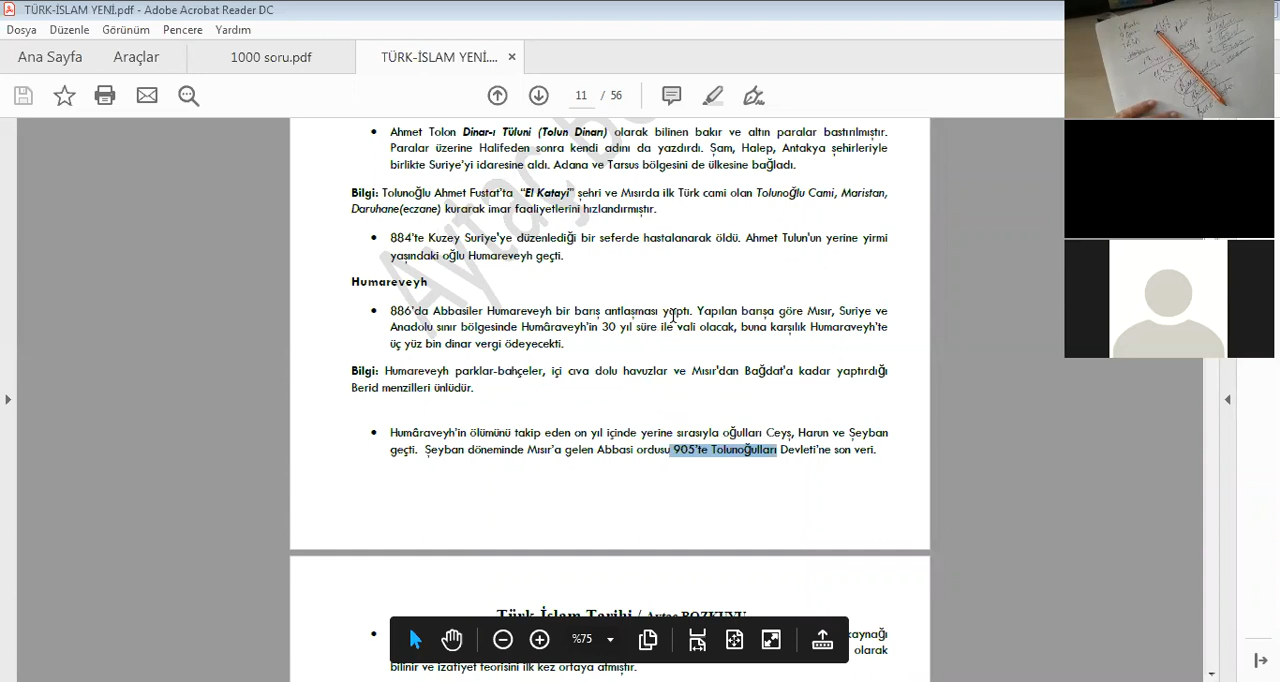 TÜRK-İSLAM YENİ.pdf - Adobe Acrobat Reader DC
Dosya Düzenle Görünüm Pencere Yardım
Ana Sayfa Araçlar 1000 soru.pdf TÜRK-İSLAM YENİ.... ×
11 / 56
• Ahmet Tolon Dinar-ı Tüluni (Tolun Dinarı) olarak bilinen bakır ve altın paralar bastırılmıştır.
Paralar üzerine Halifeden sonra kendi adını da yazdırdı. Şam, Halep, Antakya şehirleriyle
birlikte Suriye'yi idaresine aldı. Adana ve Tarsus bölgesini de ülkesine bağladı.
Bilgi: Tolunoğlu Ahmet Fustat'ta "El Katayi" şehri ve Mısırda ilk Türk cami olan Tolunoğlu Cami, Maristan,
Daruhane(eczane) kurarak imar faaliyetlerini hızlandırmıştır.
• 884'te Kuzey Suriye'ye düzenlediği bir seferde hastalanarak öldü. Ahmet Tulun'un yerine yirmi
yaşındaki oğlu Humareveyh geçti.
Humareveyh
• 886'da Abbasiler Humareveyh bir barış antlaşması yaptı. Yapılan barışa göre Mısır, Suriye ve
Anadolu sınır bölgesinde Humâraveyh'in 30 yıl süre ile vali olacak, buna karşılık Humaraveyh'te
üç yüz bin dinar vergi ödeyecekti.
Bilgi: Humareveyh parklar-bahçeler, içi cıva dolu havuzlar ve Mısır'dan Bağdat'a kadar yaptırdığı
Berid menzilleri ünlüdür.
• Humâraveyh'in ölümünü takip eden on yıl içinde yerine sırasıyla oğulları Ceyş, Harun ve Şeyban
geçti. Şeyban döneminde Mısır'a gelen Abbasi ordusu 905'te Tolunoğulları Devleti'ne son veri.
Türk İslam Tarihi / Aytaç BOZKUYU
kaynağı
olarak
bilinir ve izafiyet teorisini ilk kez ortaya atmıştır.
%75